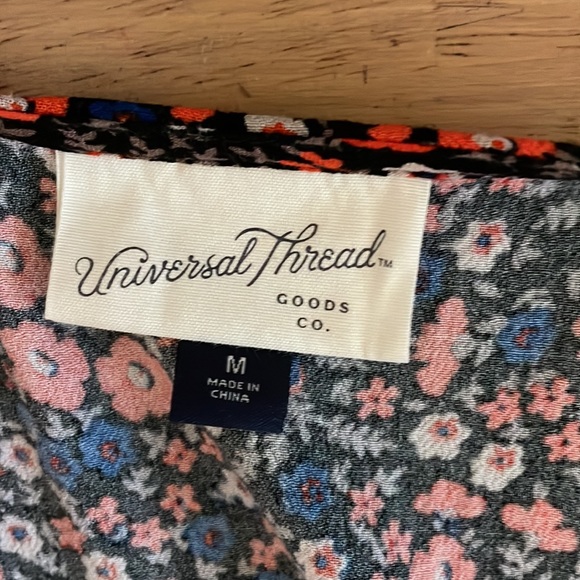 Universal Thread™
GOODS
CO.
M
MADE IN
CHINA